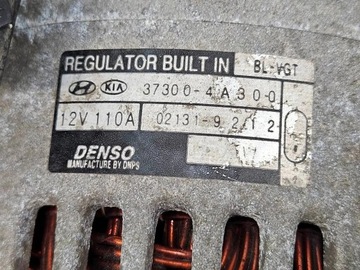 REGULATOR BUILT IN BL-VGT
KIA 37300-4A300
12V 110A 02131-9212
DENSO
MANUFACTURE BY DNPS